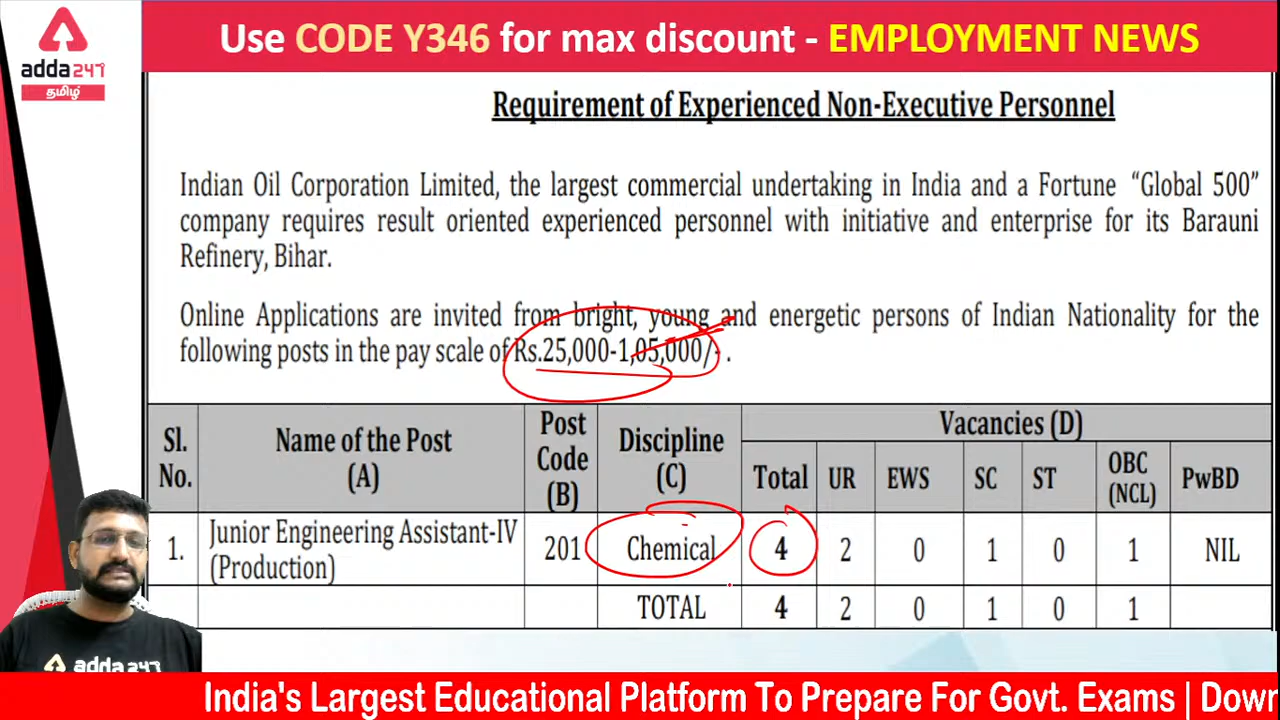 Use CODE Y346 for max discount - EMPLOYMENT NEWS
adda247
தமிழ்
Requirement of Experienced Non-Executive Personnel
Indian Oil Corporation Limited, the largest commercial undertaking in India and a Fortune “Global 500”
company requires result oriented experienced personnel with initiative and enterprise for its Barauni
Refinery, Bihar.
Online Applications are invited from bright, young and energetic persons of Indian Nationality for the
following posts in the pay scale of Rs.25,000-1,05,000/- .
Sl. No. Name of the Post (A) Post Code (B) Discipline (C) Vacancies (D)
Total UR EWS SC ST OBC (NCL) PwBD
1. Junior Engineering Assistant-IV (Production) 201 Chemical 4 2 0 1 0 1 NIL
TOTAL 4 2 0 1 0 1
adda247
India's Largest Educational Platform To Prepare For Govt. Exams | Down